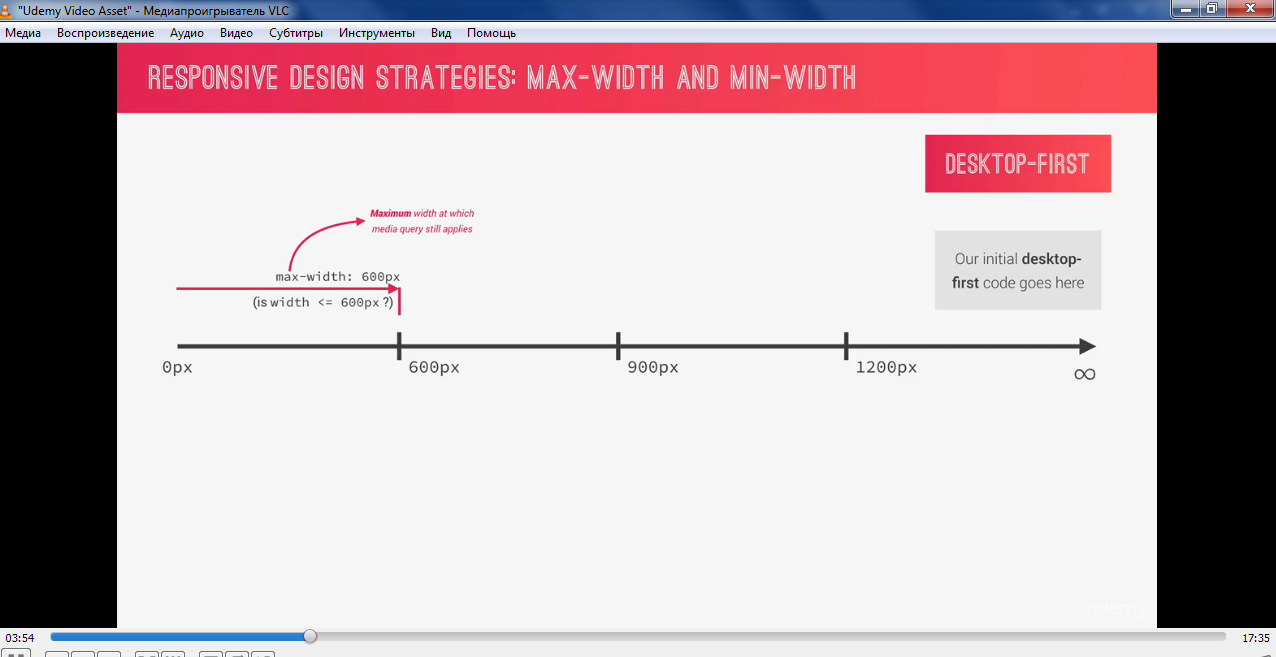 "Udemy Video Asset" - Медиапроигрыватель VLC
Медиа Воспроизведение Аудио Видео Субтитры Инструменты Вид Помощь
RESPONSIVE DESIGN STRATEGIES: MAX-WIDTH AND MIN-WIDTH
DESKTOP-FIRST
Maximum width at which
media query still applies
Our initial desktop-
first code goes here
max-width: 600px
(is width <= 600px ?)
0px 600px 900px 1200px ∞
udemy
03:54 17:35